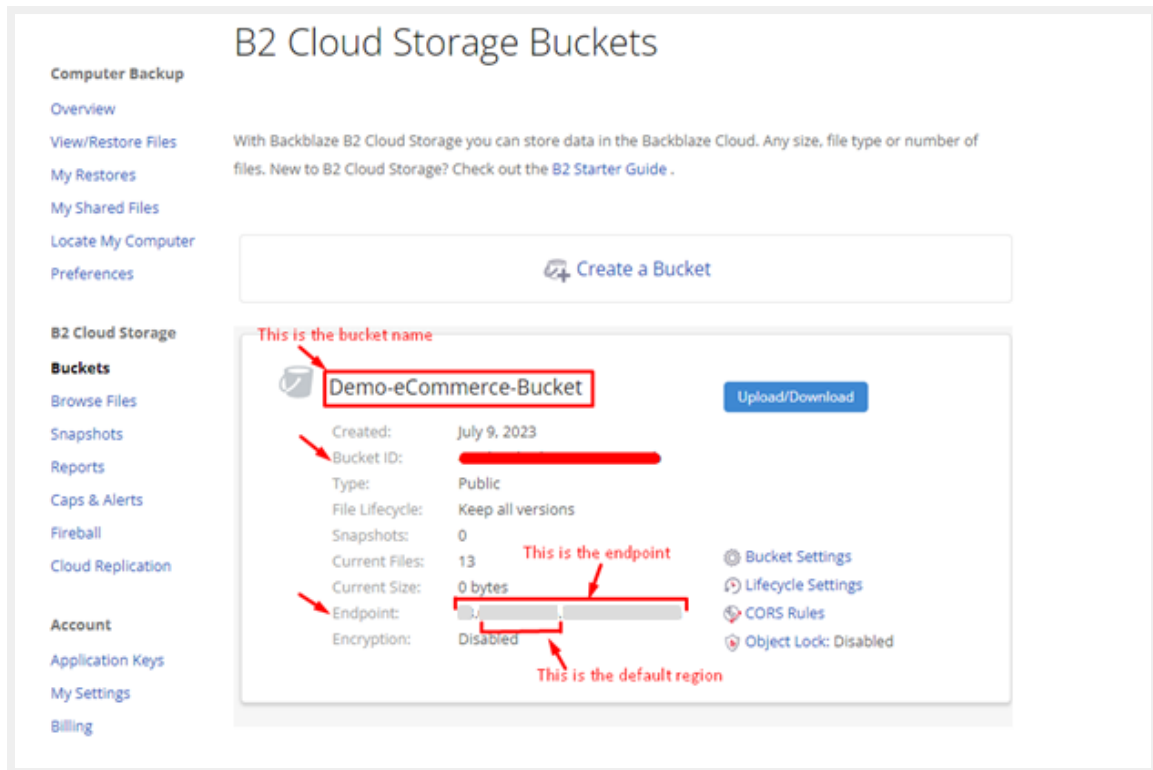 B2 Cloud Storage Buckets
Computer Backup
Overview
View/Restore Files
My Restores
My Shared Files
Locate My Computer
Preferences
B2 Cloud Storage
Buckets
Browse Files
Snapshots
Reports
Caps & Alerts
Fireball
Cloud Replication
Account
Application Keys
My Settings
Billing
With Backblaze B2 Cloud Storage you can store data in the Backblaze Cloud. Any size, file type or number of
files. New to B2 Cloud Storage? Check out the B2 Starter Guide .
Create a Bucket
This is the bucket name
Demo-eCommerce-Bucket
Upload/Download
Created: July 9, 2023
Bucket ID:
Type: Public
File Lifecycle: Keep all versions
Snapshots: 0
This is the endpoint
Current Files: 13
Current Size: 0 bytes
Endpoint:
Encryption: Disabled
This is the default region
Bucket Settings
Lifecycle Settings
CORS Rules
Object Lock: Disabled